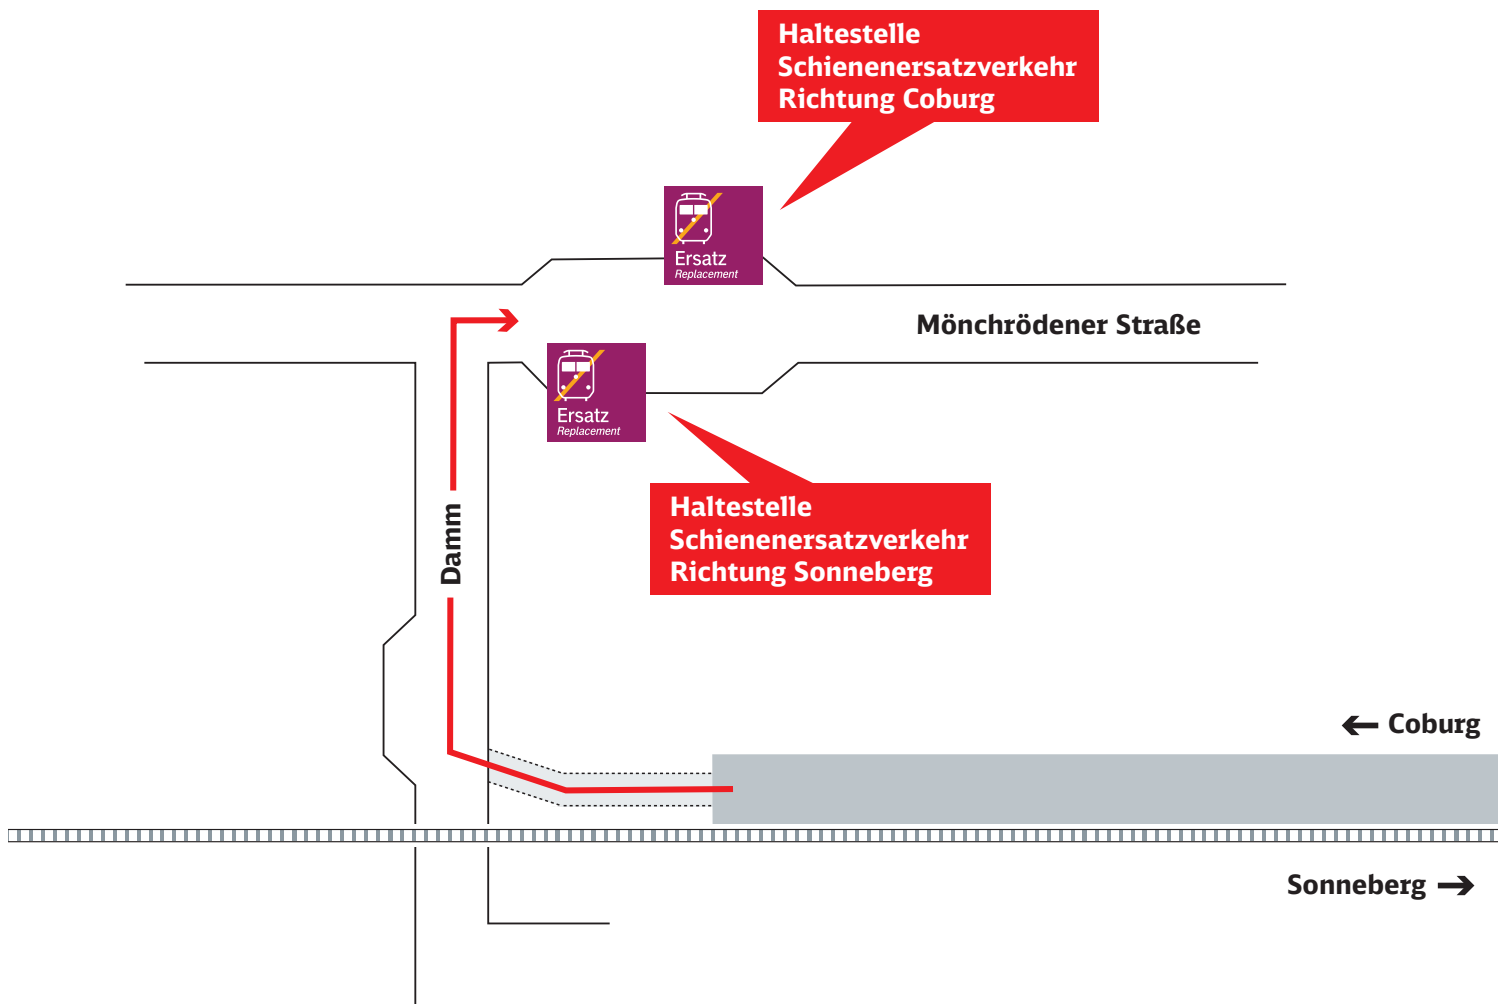 Haltestelle
Schienenersatzverkehr
Richtung Coburg
Ersatz
Replacement
Mönchrödener Straße
Ersatz
Replacement
Haltestelle
Schienenersatzverkehr
Richtung Sonneberg
Damm
Coburg
Sonneberg